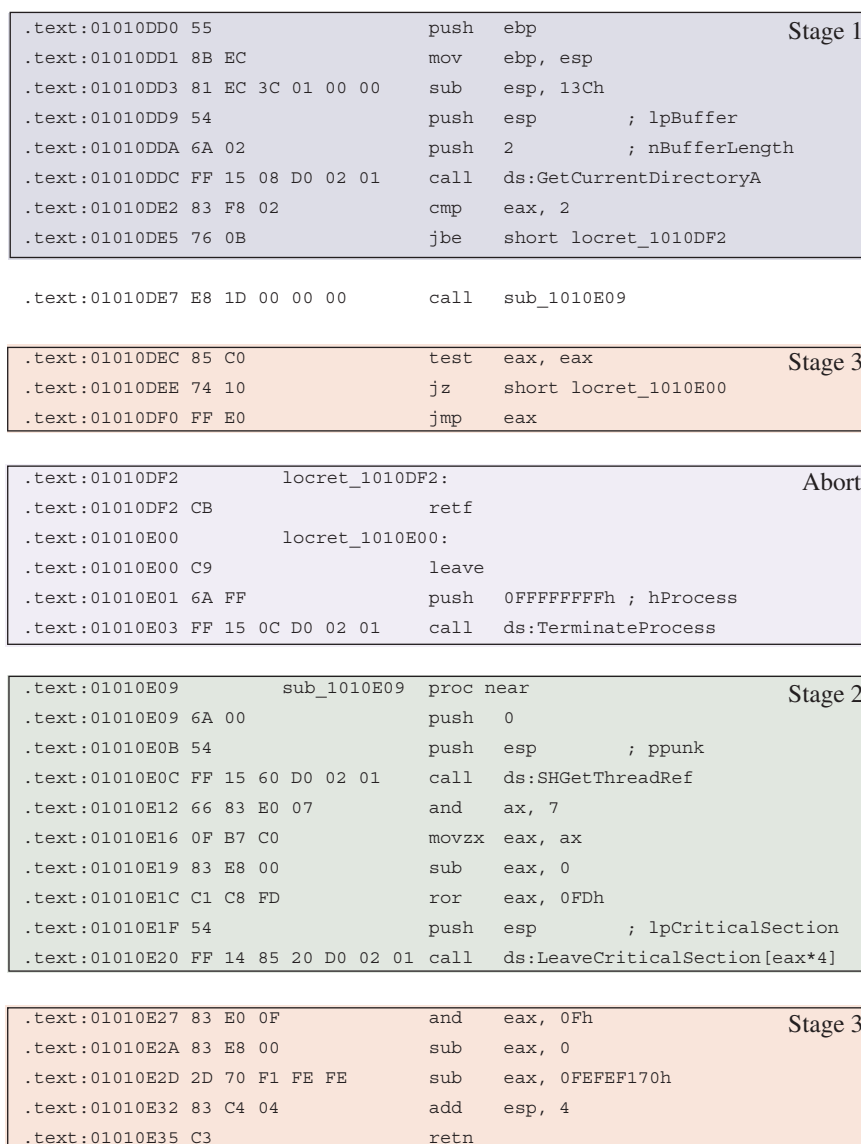 .text:01010DD0 55 push ebp Stage 1
.text:01010DD1 8B EC mov ebp, esp
.text:01010DD3 81 EC 3C 01 00 00 sub esp, 13Ch
.text:01010DD9 54 push esp ; lpBuffer
.text:01010DDA 6A 02 push 2 ; nBufferLength
.text:01010DDC FF 15 08 D0 02 01 call ds:GetCurrentDirectoryA
.text:01010DE2 83 F8 02 cmp eax, 2
.text:01010DE5 76 0B jbe short locret_1010DF2
.text:01010DE7 E8 1D 00 00 00 call sub_1010E09
.text:01010DEC 85 C0 test eax, eax Stage 3
.text:01010DEE 74 10 jz short locret_1010E00
.text:01010DF0 FF E0 jmp eax
.text:01010DF2 locret_1010DF2: Abort
.text:01010DF2 CB retf
.text:01010E00 locret_1010E00:
.text:01010E00 C9 leave
.text:01010E01 6A FF push 0FFFFFFFFh ; hProcess
.text:01010E03 FF 15 0C D0 02 01 call ds:TerminateProcess
.text:01010E09 sub_1010E09 proc near Stage 2
.text:01010E09 6A 00 push 0
.text:01010E0B 54 push esp ; ppunk
.text:01010E0C FF 15 60 D0 02 01 call ds:SHGetThreadRef
.text:01010E12 66 83 E0 07 and ax, 7
.text:01010E16 0F B7 C0 movzx eax, ax
.text:01010E19 83 E8 00 sub eax, 0
.text:01010E1C C1 C8 FD ror eax, 0FDh
.text:01010E1F 54 push esp ; lpCriticalSection
.text:01010E20 FF 14 85 20 D0 02 01 call ds:LeaveCriticalSection[eax*4]
.text:01010E27 83 E0 0F and eax, 0Fh Stage 3
.text:01010E2A 83 E8 00 sub eax, 0
.text:01010E2D 2D 70 F1 FE FE sub eax, 0FEFEF170h
.text:01010E32 83 C4 04 add esp, 4
.text:01010E35 C3 retn